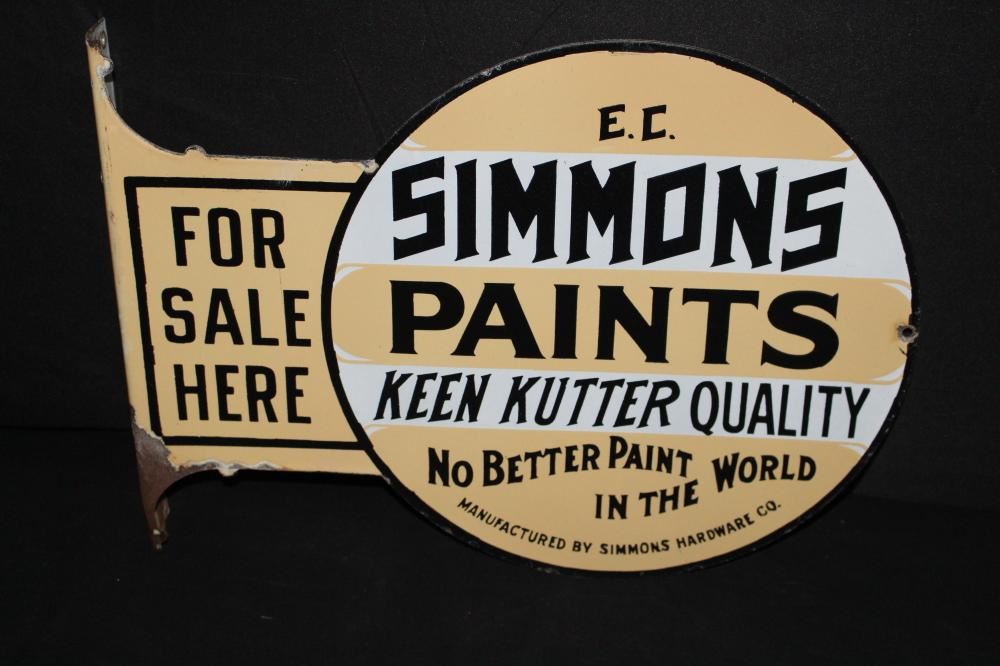 FOR
SALE
HERE
E.C.
SIMMONS
PAINTS
KEEN KUTTER QUALITY
NO BETTER PAINT
IN THE WORLD
MANUFACTURED BY SIMMONS HARDWARE CO.